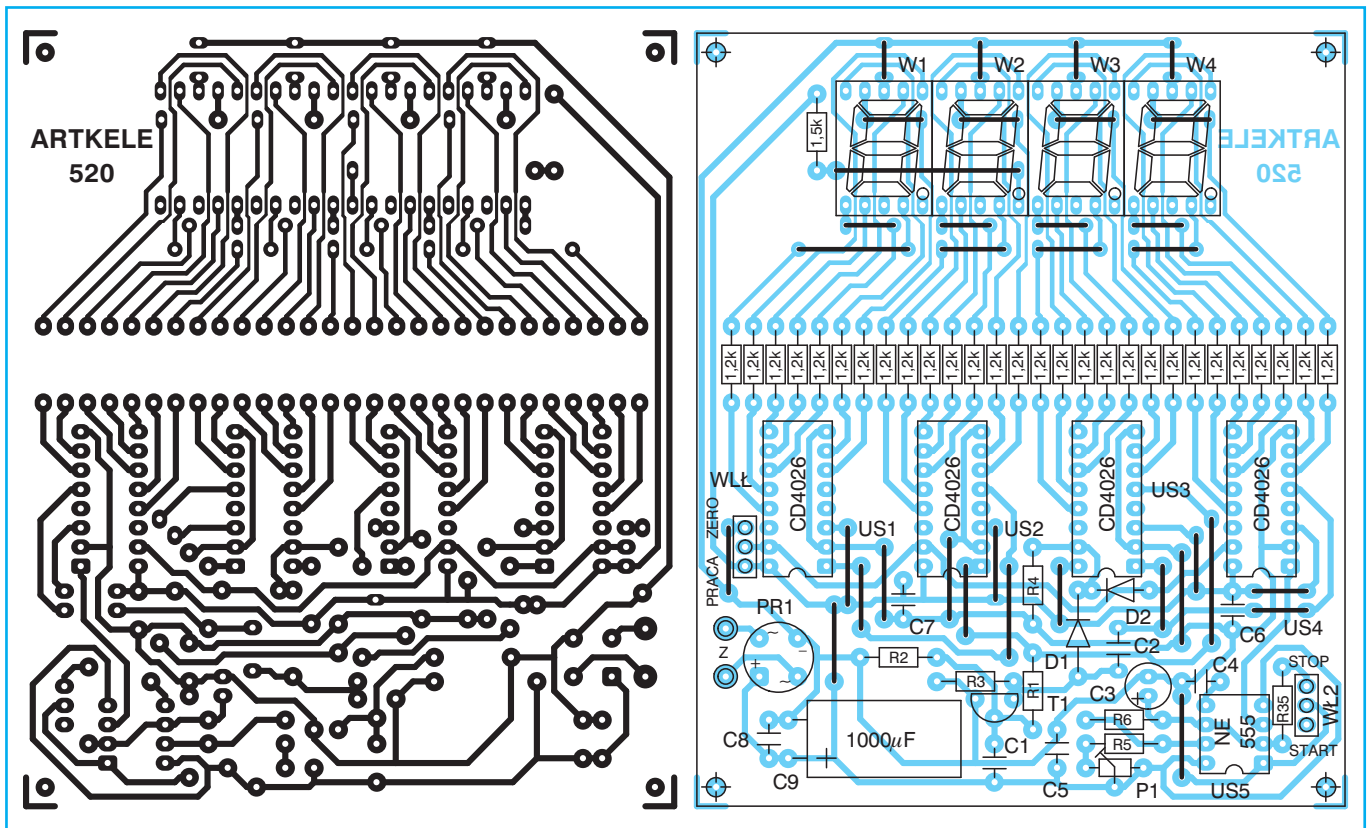 ARTKELE
520
W1 W2 W3 W4
1,5k
ARTKELE
520
1,2k 1,2k 1,2k 1,2k 1,2k 1,2k 1,2k 1,2k 1,2k 1,2k 1,2k 1,2k 1,2k 1,2k 1,2k 1,2k 1,2k 1,2k 1,2k 1,2k 1,2k 1,2k 1,2k 1,2k 1,2k 1,2k 1,2k 1,2k
CD4026 CD4026 CD4026 CD4026
WLŁ
ZERO
PRACA
US1 US2 US3
R4
D2
PR1
C7
C6
US4
Z
~ ~
+ -
R2
D1
C2
C4
STOP
R3
R1
T1
C3
+
R35
WŁ2
R6
NE
555
C8
+
1000µF
C1
R5
START
C9
C5
P1
US5